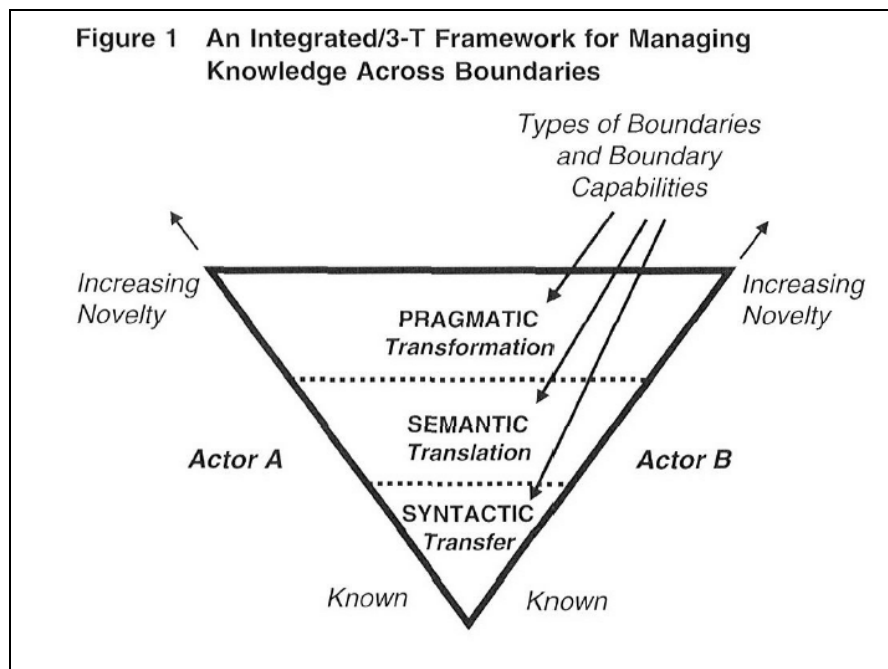 Figure 1 An Integrated/3-T Framework for Managing
Knowledge Across Boundaries
Types of Boundaries
and Boundary
Capabilities
Increasing
Novelty
Increasing
Novelty
PRAGMATIC
Transformation
SEMANTIC
Translation
Actor A
Actor B
SYNTACTIC
Transfer
Known
Known